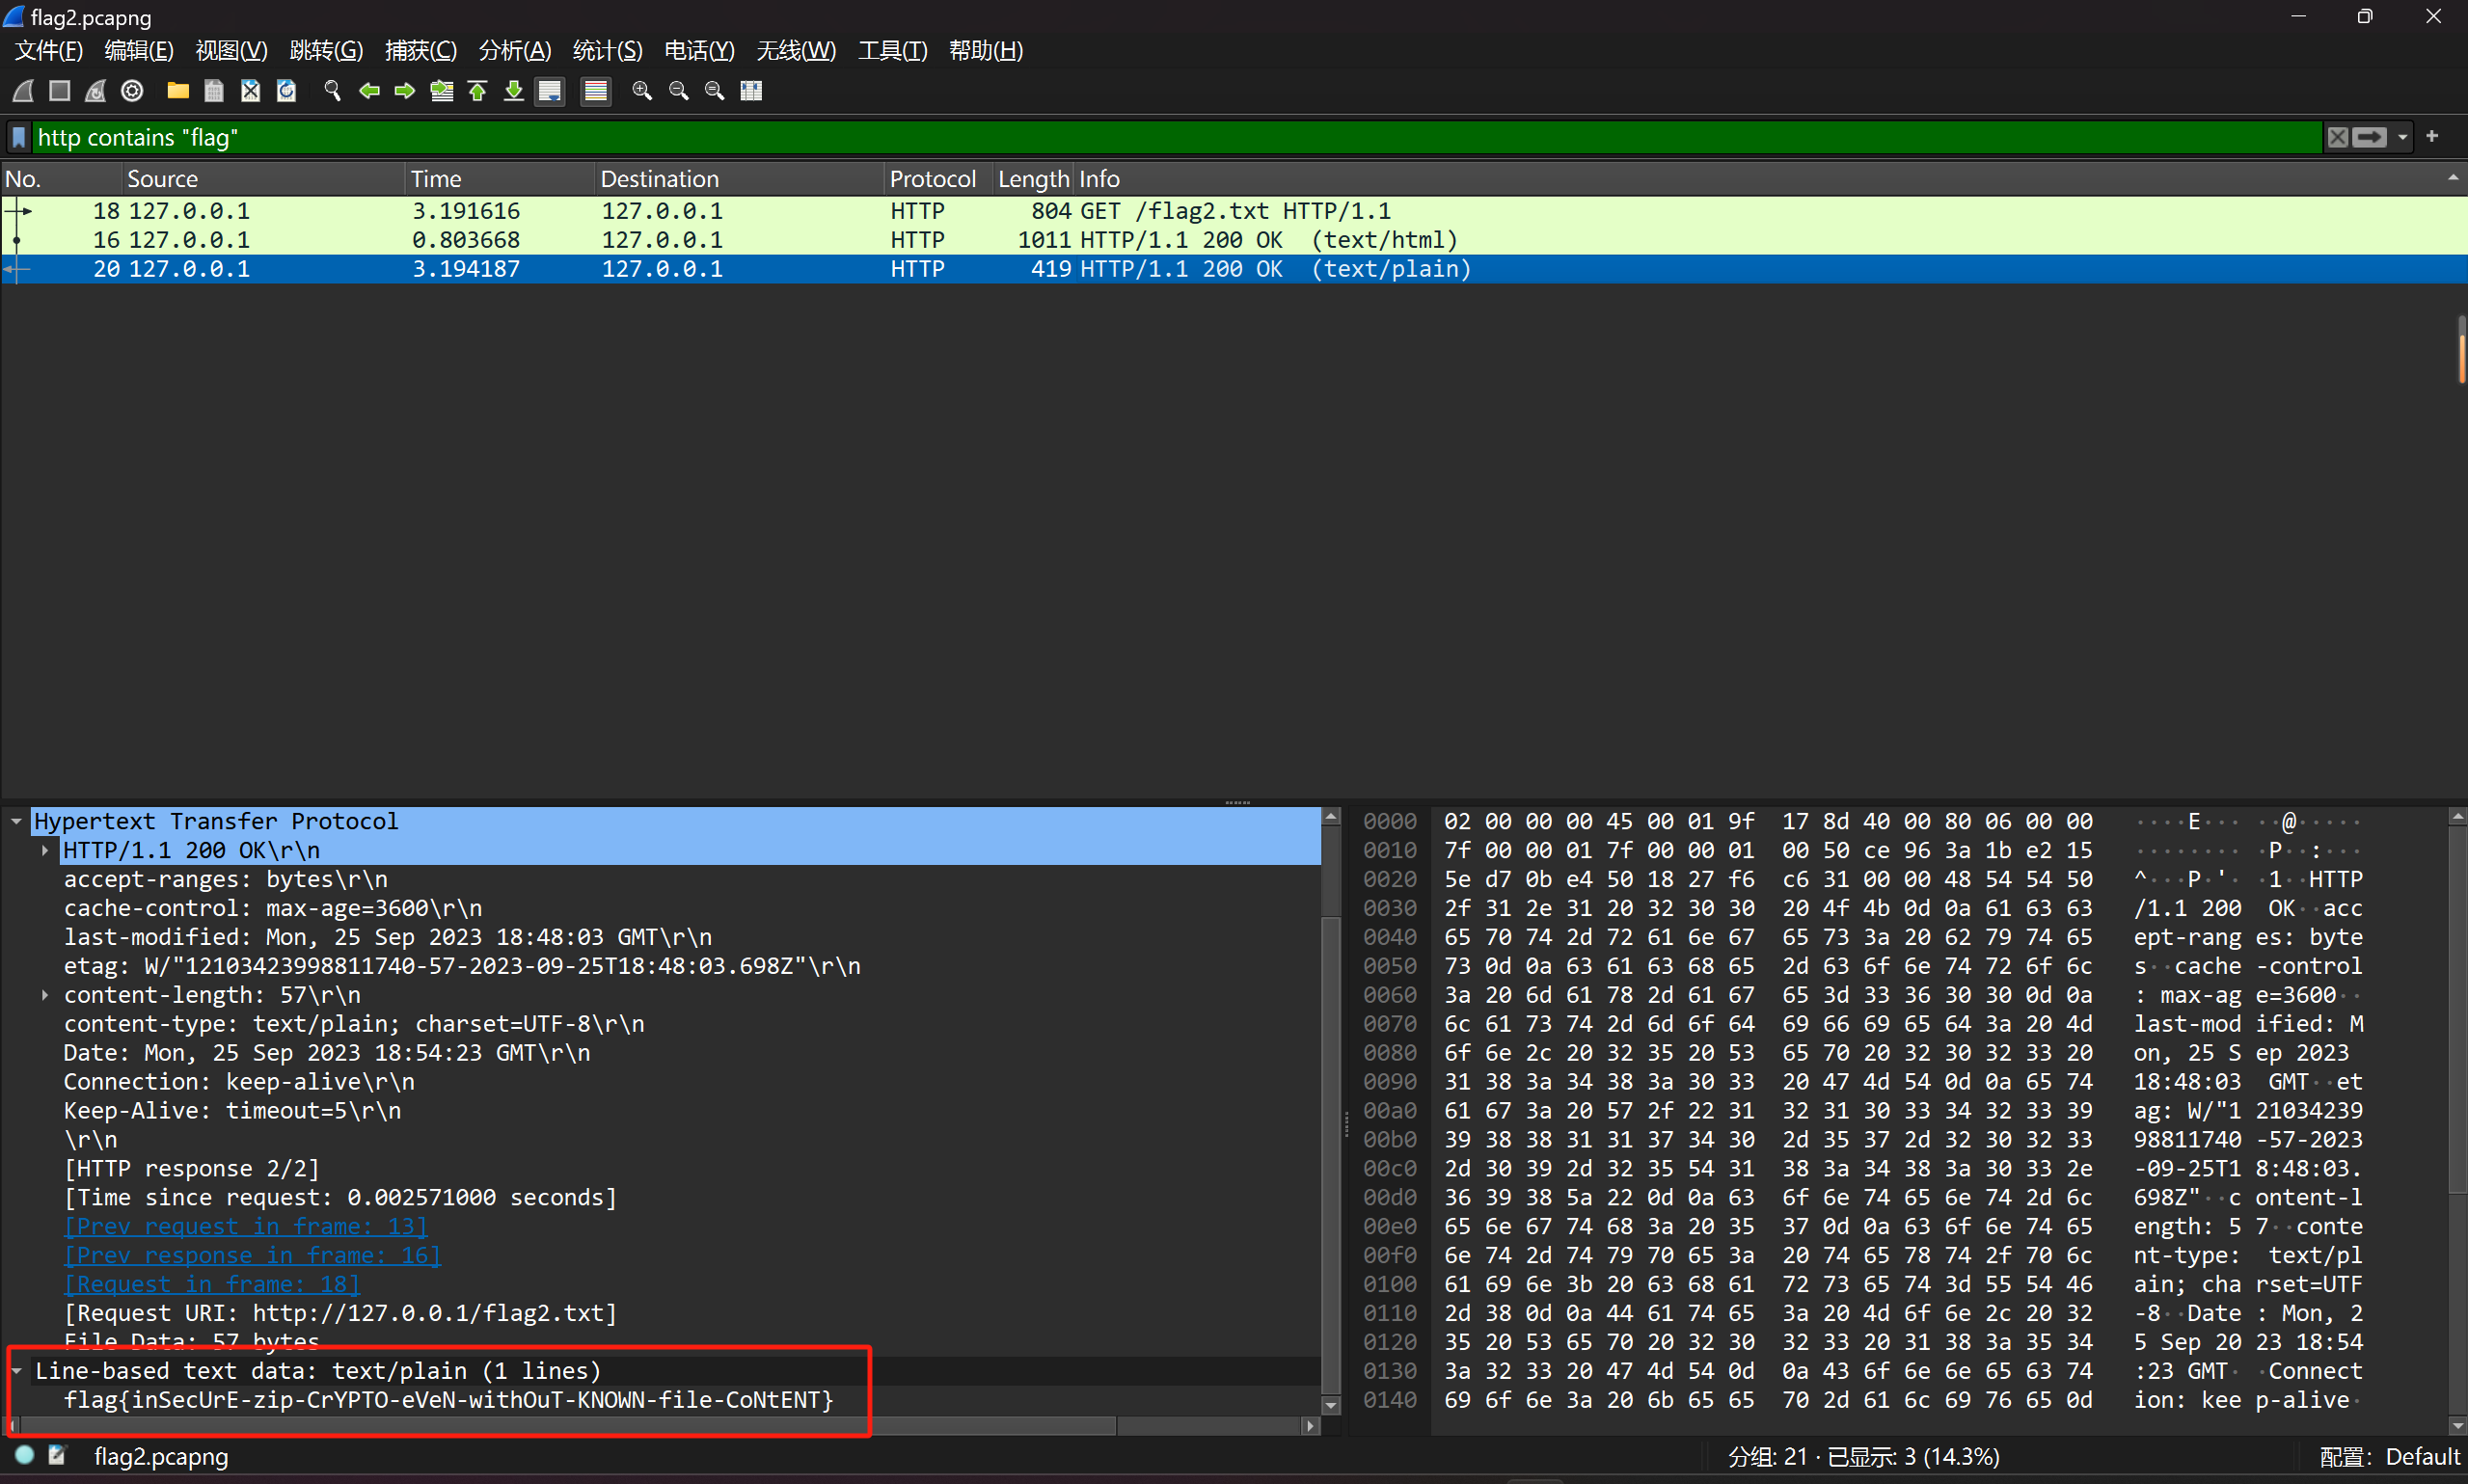 flag2.pcapng
文件(F) 编辑(E) 视图(V) 跳转(G) 捕获(C) 分析(A) 统计(S) 电话(Y) 无线(W) 工具(T) 帮助(H)
http contains "flag"
No. Source Time Destination Protocol Length Info
18 127.0.0.1 3.191616 127.0.0.1 HTTP 804 GET /flag2.txt HTTP/1.1
16 127.0.0.1 0.803668 127.0.0.1 HTTP 1011 HTTP/1.1 200 OK (text/html)
20 127.0.0.1 3.194187 127.0.0.1 HTTP 419 HTTP/1.1 200 OK (text/plain)
Hypertext Transfer Protocol
HTTP/1.1 200 OK\r\n
accept-ranges: bytes\r\n
cache-control: max-age=3600\r\n
last-modified: Mon, 25 Sep 2023 18:48:03 GMT\r\n
etag: W/"12103423998811740-57-2023-09-25T18:48:03.698Z"\r\n
content-length: 57\r\n
content-type: text/plain; charset=UTF-8\r\n
Date: Mon, 25 Sep 2023 18:54:23 GMT\r\n
Connection: keep-alive\r\n
Keep-Alive: timeout=5\r\n
\r\n
[HTTP response 2/2]
[Time since request: 0.002571000 seconds]
[Prev request in frame: 13]
[Prev response in frame: 16]
[Request in frame: 18]
[Request URI: http://127.0.0.1/flag2.txt]
File Data: 57 bytes
Line-based text data: text/plain (1 lines)
flag{inSecUrE-zip-CrYPTO-eVeN-withOuT-KNOWN-file-CoNtENT}
0000 02 00 00 00 45 00 01 9f 17 8d 40 00 80 06 00 00 ····E··· ··@·····
0010 7f 00 00 01 7f 00 00 01 00 50 ce 96 3a 1b e2 15 ········ ·P··:···
0020 5e d7 0b e4 50 18 27 f6 c6 31 00 00 48 54 54 50 ^···P·'· ·1··HTTP
0030 2f 31 2e 31 20 32 30 30 20 4f 4b 0d 0a 61 63 63 /1.1 200 OK··acc
0040 65 70 74 2d 72 61 6e 67 65 73 3a 20 62 79 74 65 ept-rang es: byte
0050 73 0d 0a 63 61 63 68 65 2d 63 6f 6e 74 72 6f 6c s··cache -control
0060 3a 20 6d 61 78 2d 61 67 65 3d 33 36 30 30 0d 0a : max-ag e=3600··
0070 6c 61 73 74 2d 6d 6f 64 69 66 69 65 64 3a 20 4d last-mod ified: M
0080 6f 6e 2c 20 32 35 20 53 65 70 20 32 30 32 33 20 on, 25 S ep 2023
0090 31 38 3a 34 38 3a 30 33 20 47 4d 54 0d 0a 65 74 18:48:03 GMT··et
00a0 61 67 3a 20 57 2f 22 31 32 31 30 33 34 32 33 39 ag: W/"1 21034239
00b0 39 38 38 31 31 37 34 30 2d 35 37 2d 32 30 32 33 98811740 -57-2023
00c0 2d 30 39 2d 32 35 54 31 38 3a 34 38 3a 30 33 2e -09-25T1 8:48:03.
00d0 36 39 38 5a 22 0d 0a 63 6f 6e 74 65 6e 74 2d 6c 698Z"··c ontent-l
00e0 65 6e 67 74 68 3a 20 35 37 0d 0a 63 6f 6e 74 65 ength: 5 7··conte
00f0 6e 74 2d 74 79 70 65 3a 20 74 65 78 74 2f 70 6c nt-type: text/pl
0100 61 69 6e 3b 20 63 68 61 72 73 65 74 3d 55 54 46 ain; cha rset=UTF
0110 2d 38 0d 0a 44 61 74 65 3a 20 4d 6f 6e 2c 20 32 -8··Date : Mon, 2
0120 35 20 53 65 70 20 32 30 32 33 20 31 38 3a 35 34 5 Sep 20 23 18:54
0130 3a 32 33 20 47 4d 54 0d 0a 43 6f 6e 6e 65 63 74 :23 GMT· ·Connect
0140 69 6f 6e 3a 20 6b 65 65 70 2d 61 6c 69 76 65 0d ion: kee p-alive·
flag2.pcapng 分组: 21 · 已显示: 3 (14.3%) 配置: Default